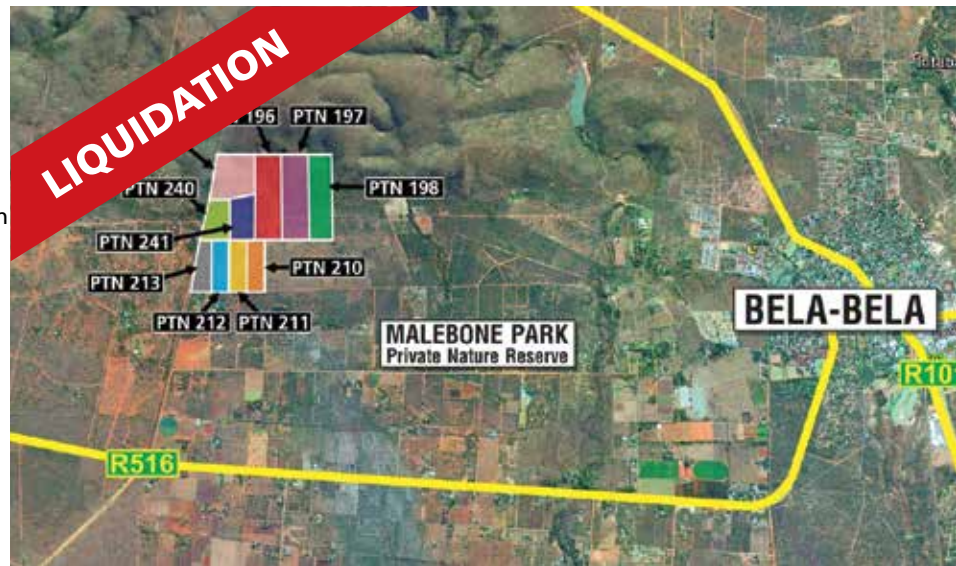 LIQUIDATION
196
PTN 197
PTN 240
PTN 198
PTN 241
PTN 213
PTN 210
PTN 212
PTN 211
MALEBONE PARK
Private Nature Reserve
BELA-BELA
R101
R516